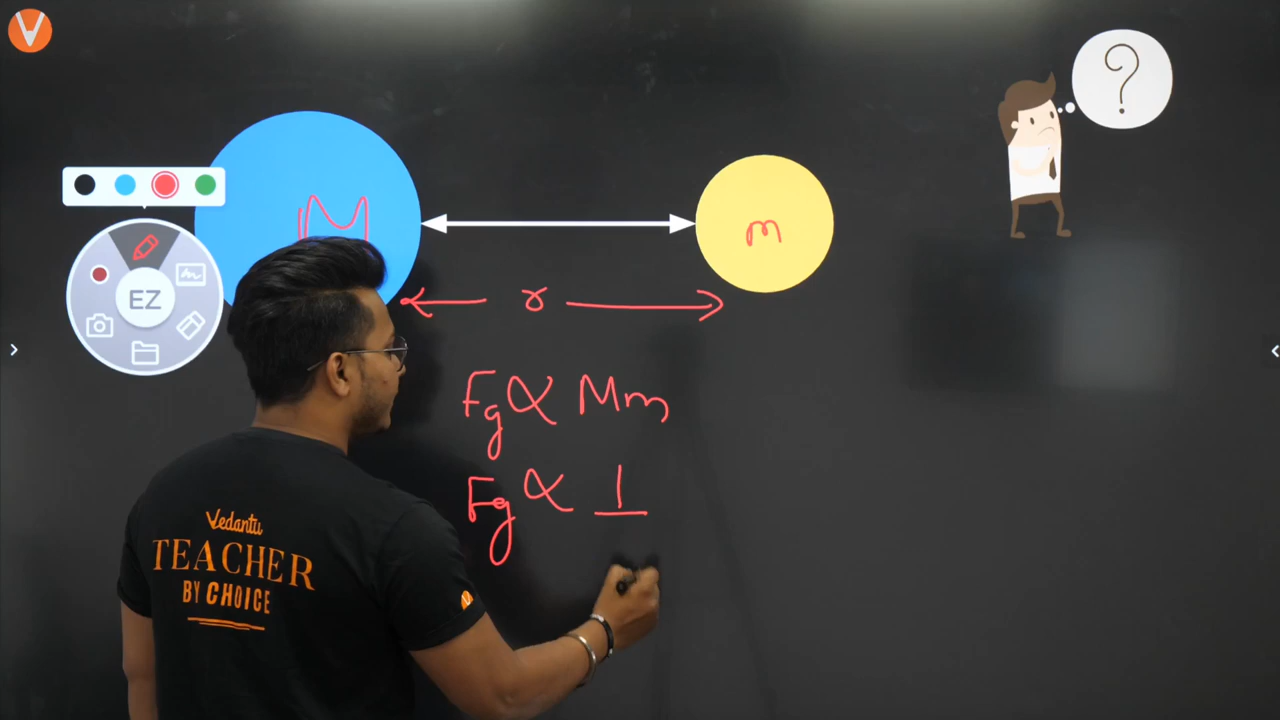 ?
M
m
EZ
r
Fg ∝ Mm
Fg ∝ 1
Vedantu
TEACHER
BY CHOICE